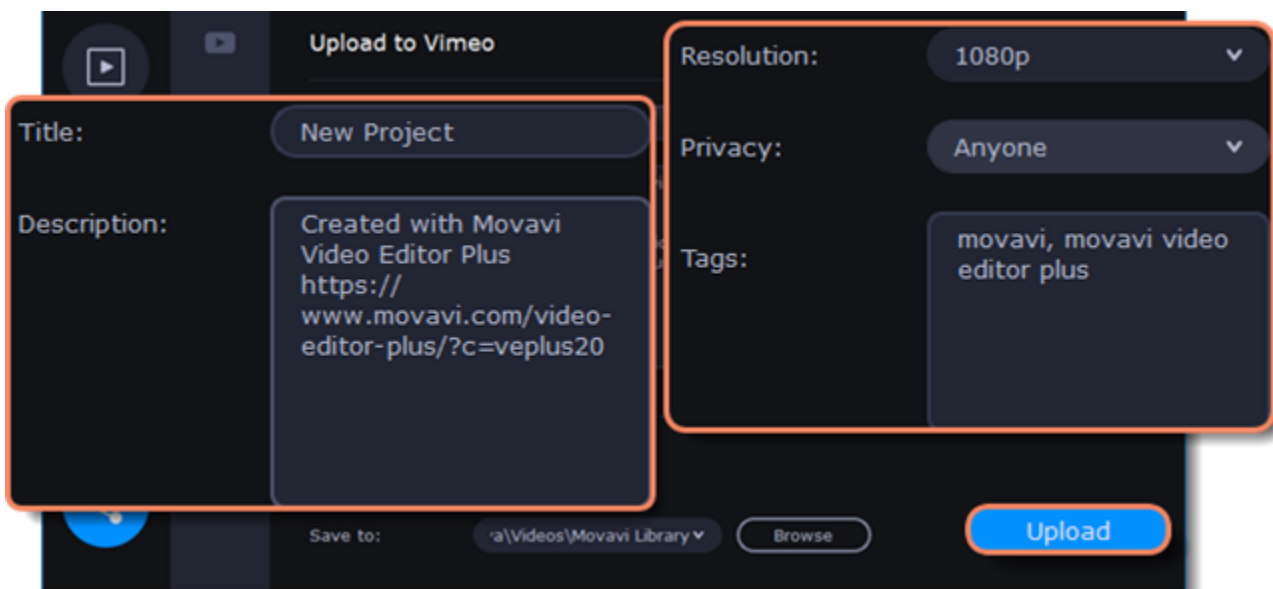 Upload to Vimeo
Title:
New Project
Description:
Created with Movavi
Video Editor Plus
https://
www.movavi.com/video-
editor-plus/?c=veplus20
Resolution:
1080p
Privacy:
Anyone
Tags:
movavi, movavi video
editor plus
Save to:
a\Videos\Movavi Library
Browse
Upload